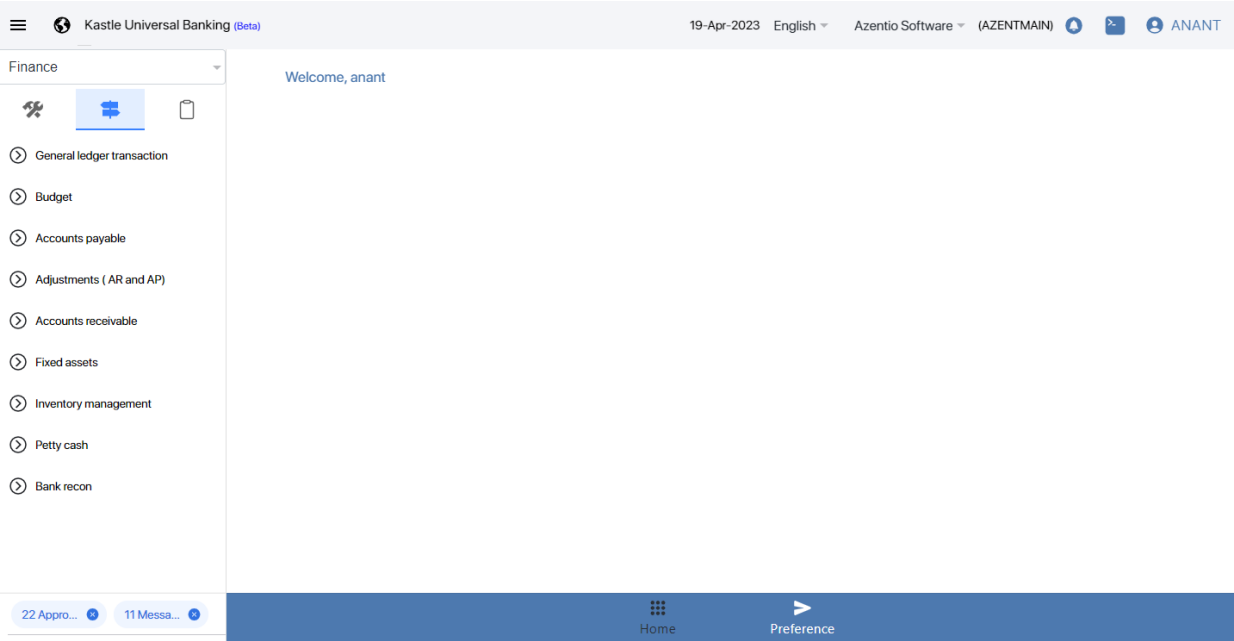 Kastle Universal Banking (Beta) 19-Apr-2023 English Azentio Software (AZENTMAIN) ANANT
Finance
Welcome, anant
General ledger transaction
Budget
Accounts payable
Adjustments ( AR and AP)
Accounts receivable
Fixed assets
Inventory management
Petty cash
Bank recon
22 Appro... 11 Messa...
Home Preference